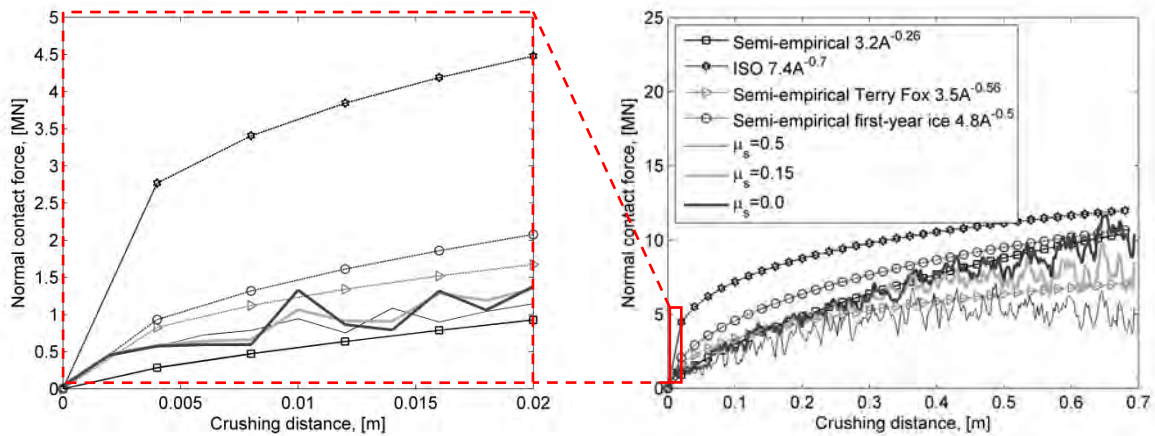 5
4.5
4
3.5
3
2.5
2
1.5
1
0.5
0
Normal contact force, [MN]
0
0.005
0.01
0.015
0.02
Crushing distance, [m]
25
20
15
10
5
0
Normal contact force, [MN]
Semi-empirical 3.2A^-0.26
ISO 7.4A^-0.7
Semi-empirical Terry Fox 3.5A^-0.56
Semi-empirical first-year ice 4.8A^-0.5
μ_s=0.5
μ_s=0.15
μ_s=0.0
0
0.1
0.2
0.3
0.4
0.5
0.6
0.7
Crushing distance, [m]